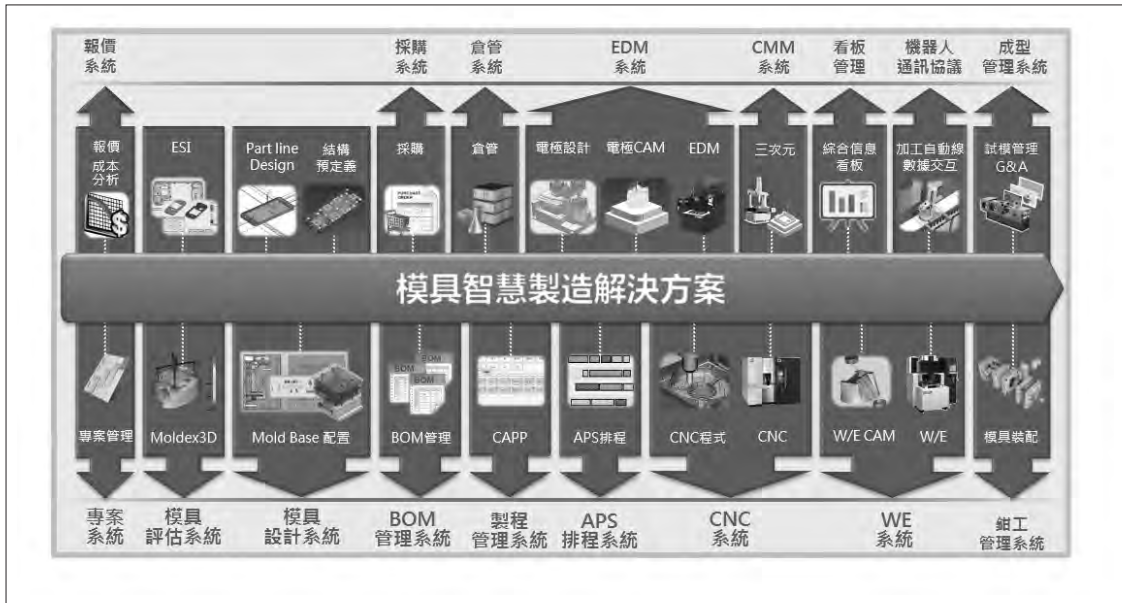 報價
系統
採購
系統
倉管
系統
EDM
系統
CMM
系統
看板
管理
機器人
通訊協議
成型
管理系統
報價
成本
分析
ESI
Part line
Design
結構
預定義
採購
倉管
電極設計
電極CAM
EDM
三次元
綜合信息
看板
加工自動線
數據交互
試模管理
G&A
模具智慧製造解決方案
BOM
BOM
BOM
專案管理
Moldex3D
Mold Base 配置
BOM管理
CAPP
APS排程
CNC程式
CNC
W/E CAM
W/E
模具裝配
專案
系統
模具
評估系統
模具
設計系統
BOM
管理系統
製程
管理系統
APS
排程系統
CNC
系統
WE
系統
鉗工
管理系統